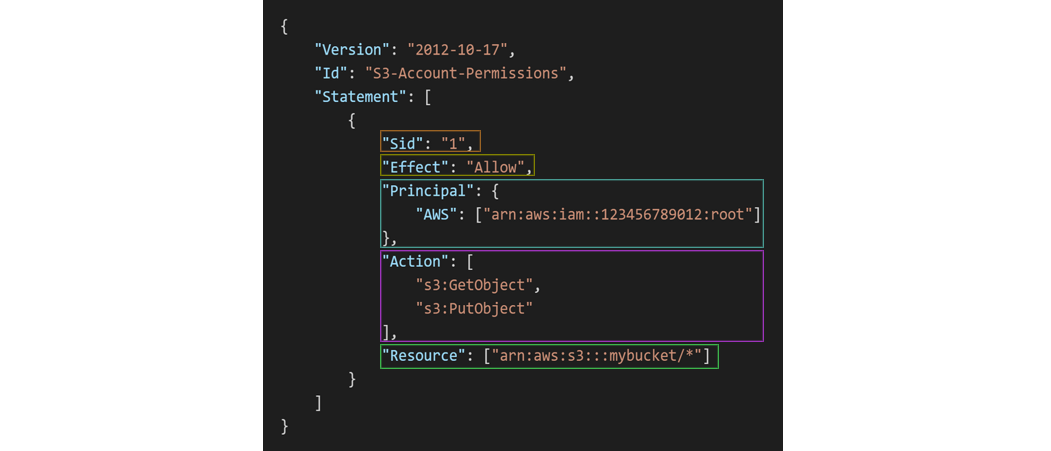 {
    "Version": "2012-10-17",
    "Id": "S3-Account-Permissions",
    "Statement": [
        {
            "Sid": "1",
            "Effect": "Allow",
            "Principal": {
                "AWS": ["arn:aws:iam::123456789012:root"]
            },
            "Action": [
                "s3:GetObject",
                "s3:PutObject"
            ],
            "Resource": ["arn:aws:s3:::mybucket/*"]
        }
    ]
}